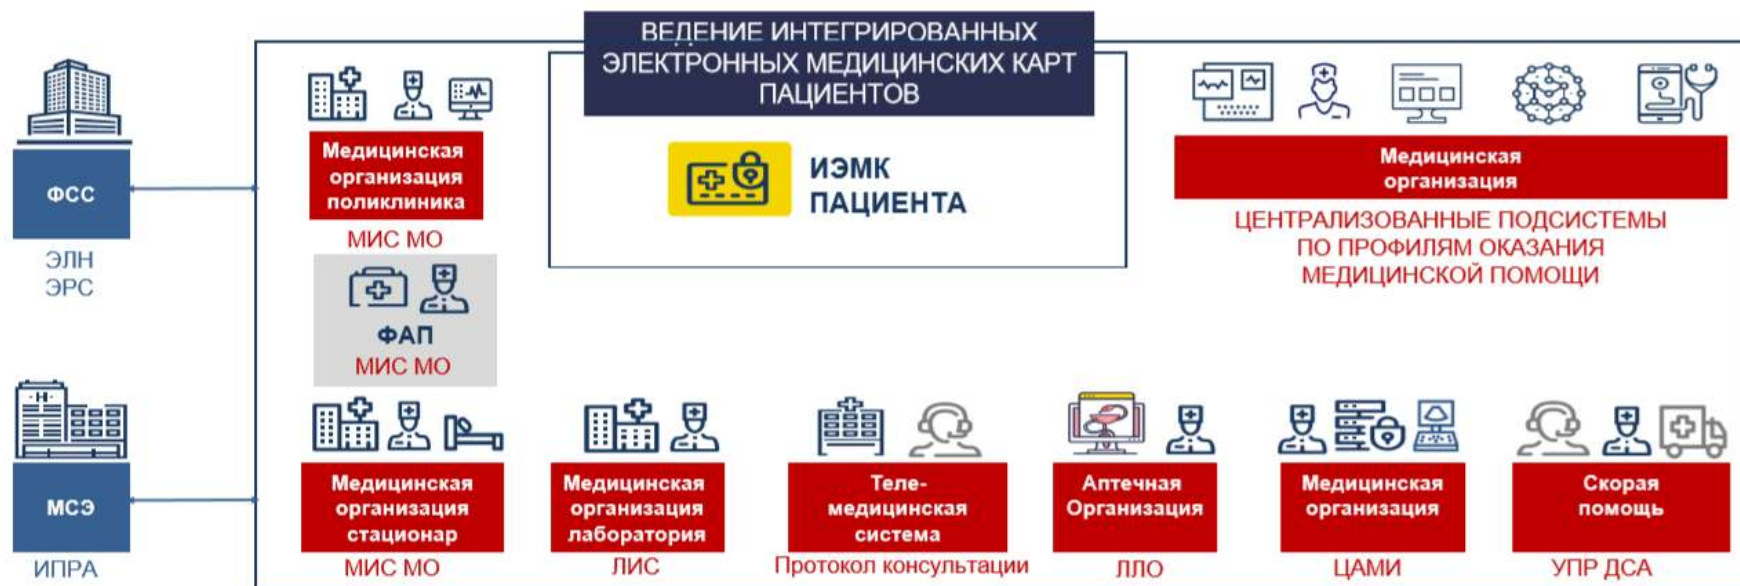 ВЕДЕНИЕ ИНТЕГРИРОВАННЫХ
ЭЛЕКТРОННЫХ МЕДИЦИНСКИХ КАРТ
ПАЦИЕНТОВ
ИЭМК
ПАЦИЕНТА
ФСС
ЭЛН
ЭРС
Медицинская
организация
поликлиника
МИС МО
ФАП
МИС МО
Медицинская
организация
ЦЕНТРАЛИЗОВАННЫЕ ПОДСИСТЕМЫ
ПО ПРОФИЛЯМ ОКАЗАНИЯ
МЕДИЦИНСКОЙ ПОМОЩИ
Н
МСЭ
ИПРА
Медицинская
организация
стационар
МИС МО
Медицинская
организация
лаборатория
ЛИС
Теле-
медицинская
система
Протокол консультации
Аптечная
Организация
ЛЛО
Медицинская
организация
ЦАМИ
Скорая
помощь
УПР ДСА